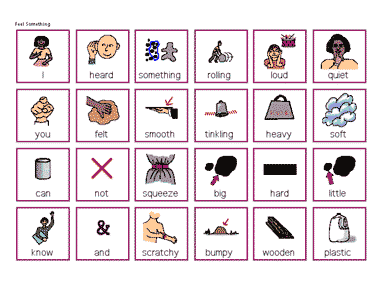 Feel Something
I heard something rolling loud quiet
you felt smooth tinkling heavy soft
can not squeeze big hard little
&
know and scratchy bumpy wooden plastic